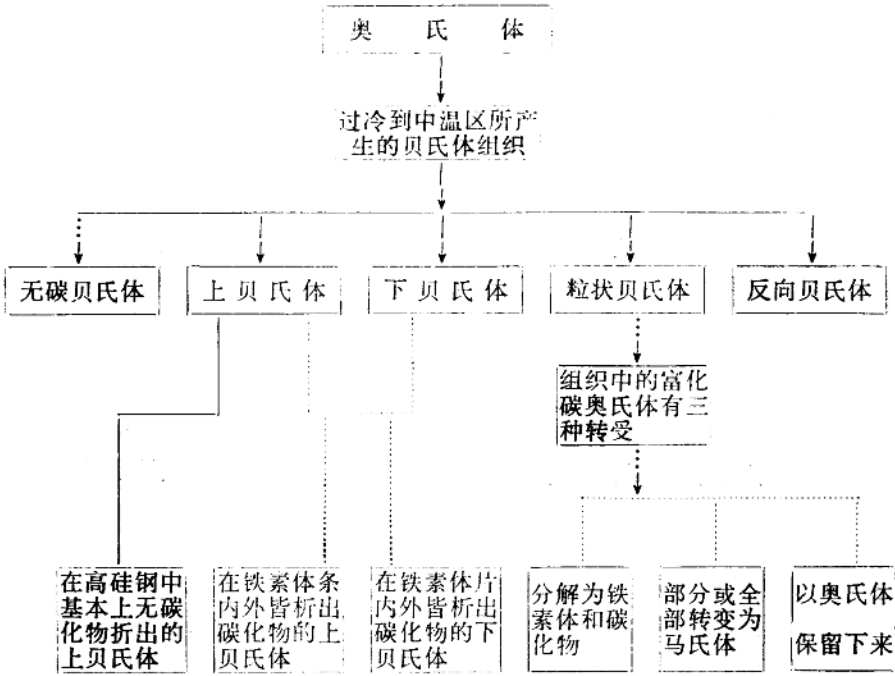 奥氏体
过冷到中温区所产
生的贝氏体组织
无碳贝氏体
上贝氏体
下贝氏体
粒状贝氏体
反向贝氏体
组织中的富化
碳奥氏体有三
种转受
在高硅钢中
基本上无碳
化物折出的
上贝氏体
在铁素体条
内外皆析出
碳化物的上
贝氏体
在铁素体片
内外皆析出
碳化物的下
贝氏体
分解为铁
素体和碳
化物
部分或全
部转变为
马氏体
以奥氏体
保留下来